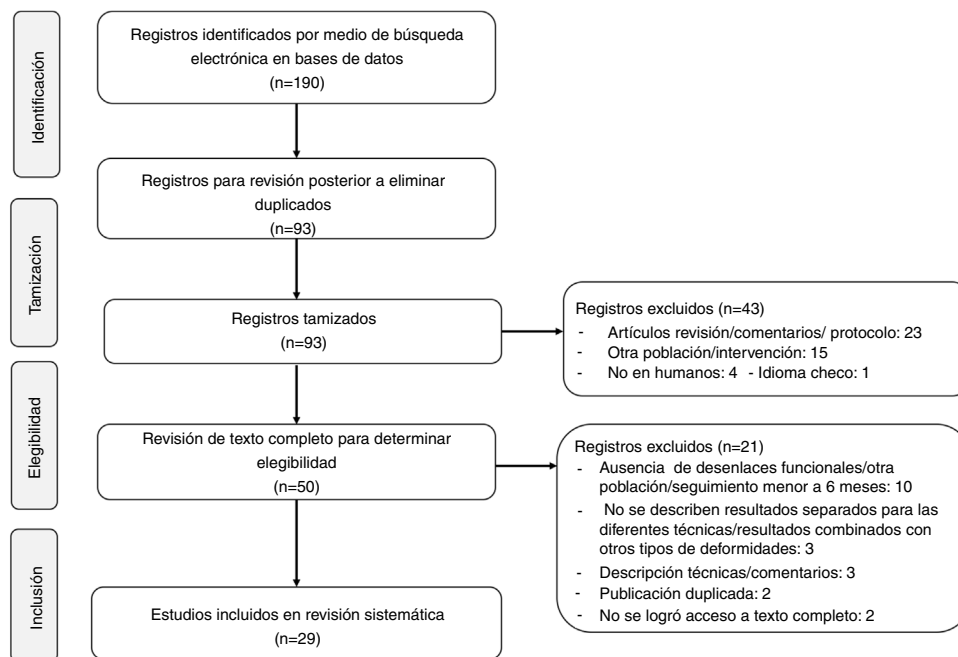 Identificación
Registros identificados por medio de búsqueda
electrónica en bases de datos
(n=190)
Registros para revisión posterior a eliminar
duplicados
(n=93)
Tamización
Registros tamizados
(n=93)
Registros excluidos (n=43)
- Artículos revisión/comentarios/ protocolo: 23
- Otra población/intervención: 15
- No en humanos: 4 - Idioma checo: 1
Elegibilidad
Revisión de texto completo para determinar
elegibilidad
(n=50)
Registros excluidos (n=21)
- Ausencia de desenlaces funcionales/otra
población/seguimiento menor a 6 meses: 10
- No se describen resultados separados para las
diferentes técnicas/resultados combinados con
otros tipos de deformidades: 3
- Descripción técnicas/comentarios: 3
- Publicación duplicada: 2
- No se logró acceso a texto completo: 2
Inclusión
Estudios incluidos en revisión sistemática
(n=29)